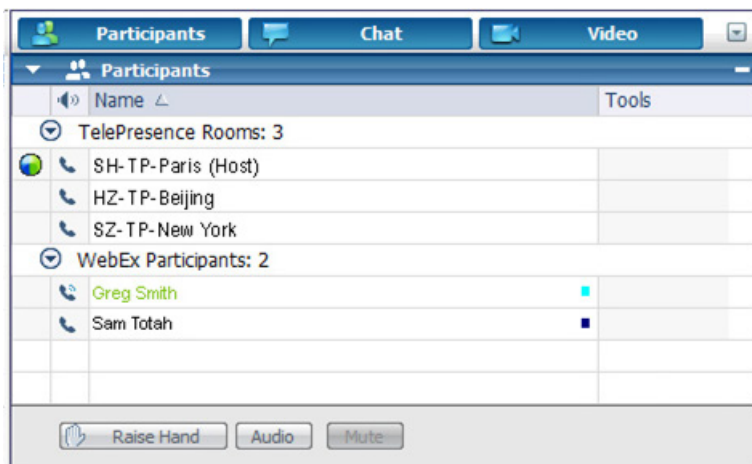 Participants Chat Video
Participants
Name Tools
TelePresence Rooms: 3
SH-TP-Paris (Host)
HZ-TP-Beijing
SZ-TP-New York
WebEx Participants: 2
Greg Smith
Sam Totah
Raise Hand Audio Mute